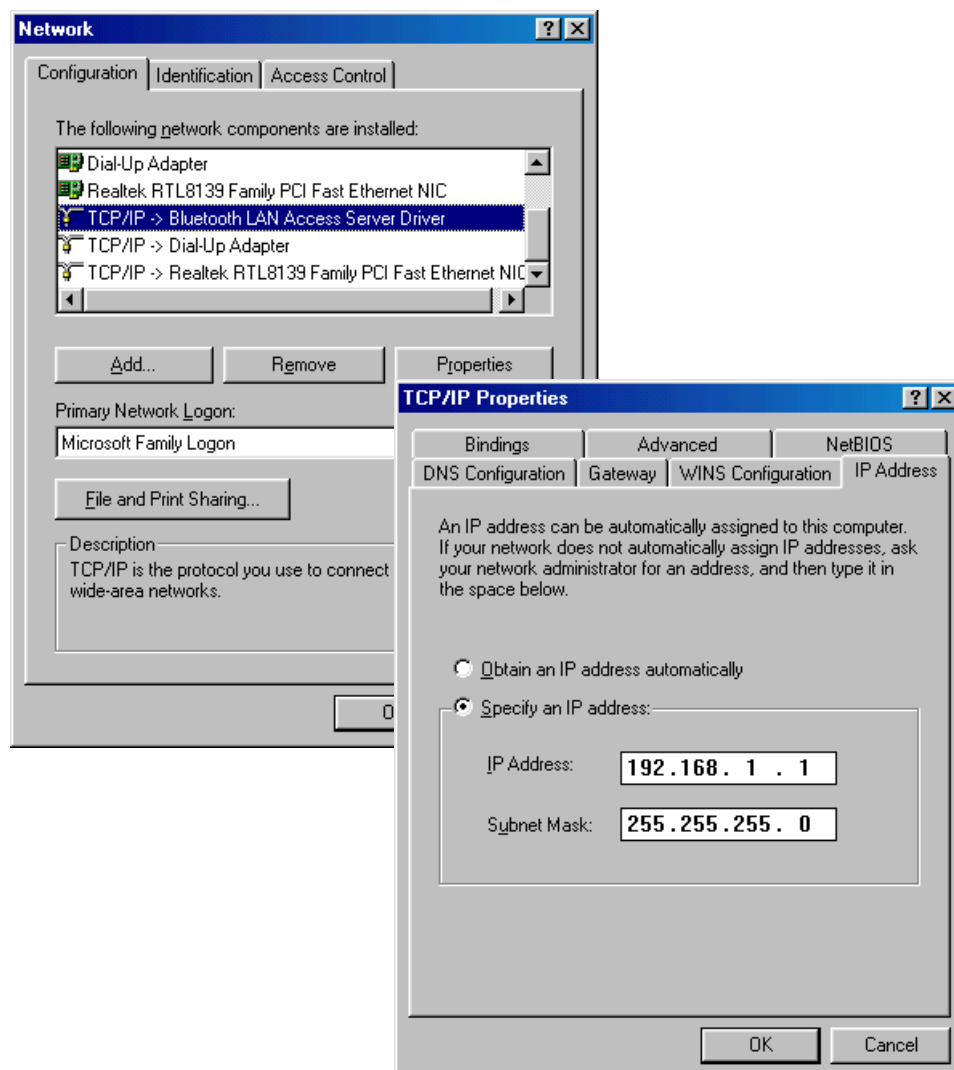 Network
Configuration Identification Access Control
The following network components are installed:
Dial-Up Adapter
Realtek RTL8139 Family PCI Fast Ethernet NIC
TCP/IP -> Bluetooth LAN Access Server Driver
TCP/IP -> Dial-Up Adapter
TCP/IP -> Realtek RTL8139 Family PCI Fast Ethernet NIC
Add... Remove Properties
Primary Network Logon:
Microsoft Family Logon
File and Print Sharing...
Description
TCP/IP is the protocol you use to connect
wide-area networks.
O
TCP/IP Properties
Bindings Advanced NetBIOS
DNS Configuration Gateway WINS Configuration IP Address
An IP address can be automatically assigned to this computer.
If your network does not automatically assign IP addresses, ask
your network administrator for an address, and then type it in
the space below.
Obtain an IP address automatically
Specify an IP address:
IP Address: 192.168. 1 . 1
Subnet Mask: 255.255.255. 0
OK Cancel